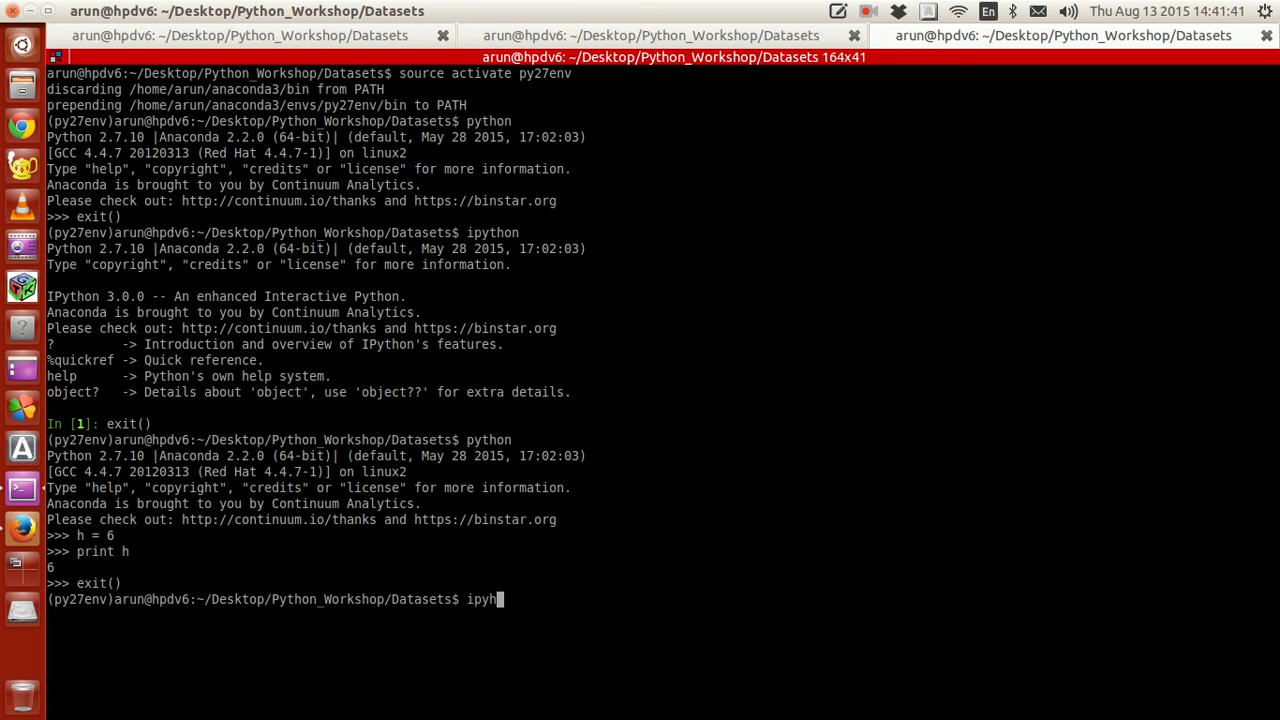 arun@hpdv6: ~/Desktop/Python_Workshop/Datasets
En
Thu Aug 13 2015 14:41:41
arun@hpdv6: ~/Desktop/Python_Workshop/Datasets
arun@hpdv6: ~/Desktop/Python_Workshop/Datasets
arun@hpdv6: ~/Desktop/Python_Workshop/Datasets
arun@hpdv6: ~/Desktop/Python_Workshop/Datasets 164x41
arun@hpdv6:~/Desktop/Python_Workshop/Datasets$ source activate py27env
discarding /home/arun/anaconda3/bin from PATH
prepending /home/arun/anaconda3/envs/py27env/bin to PATH
(py27env)arun@hpdv6:~/Desktop/Python_Workshop/Datasets$ python
Python 2.7.10 |Anaconda 2.2.0 (64-bit)| (default, May 28 2015, 17:02:03)
[GCC 4.4.7 20120313 (Red Hat 4.4.7-1)] on linux2
Type "help", "copyright", "credits" or "license" for more information.
Anaconda is brought to you by Continuum Analytics.
Please check out: http://continuum.io/thanks and https://binstar.org
>>> exit()
(py27env)arun@hpdv6:~/Desktop/Python_Workshop/Datasets$ ipython
Python 2.7.10 |Anaconda 2.2.0 (64-bit)| (default, May 28 2015, 17:02:03)
Type "copyright", "credits" or "license" for more information.
IPython 3.0.0 -- An enhanced Interactive Python.
Anaconda is brought to you by Continuum Analytics.
Please check out: http://continuum.io/thanks and https://binstar.org
?         -> Introduction and overview of IPython's features.
%quickref -> Quick reference.
help      -> Python's own help system.
object?   -> Details about 'object', use 'object??' for extra details.
In [1]: exit()
(py27env)arun@hpdv6:~/Desktop/Python_Workshop/Datasets$ python
Python 2.7.10 |Anaconda 2.2.0 (64-bit)| (default, May 28 2015, 17:02:03)
[GCC 4.4.7 20120313 (Red Hat 4.4.7-1)] on linux2
Type "help", "copyright", "credits" or "license" for more information.
Anaconda is brought to you by Continuum Analytics.
Please check out: http://continuum.io/thanks and https://binstar.org
>>> h = 6
>>> print h
6
>>> exit()
(py27env)arun@hpdv6:~/Desktop/Python_Workshop/Datasets$ ipyh